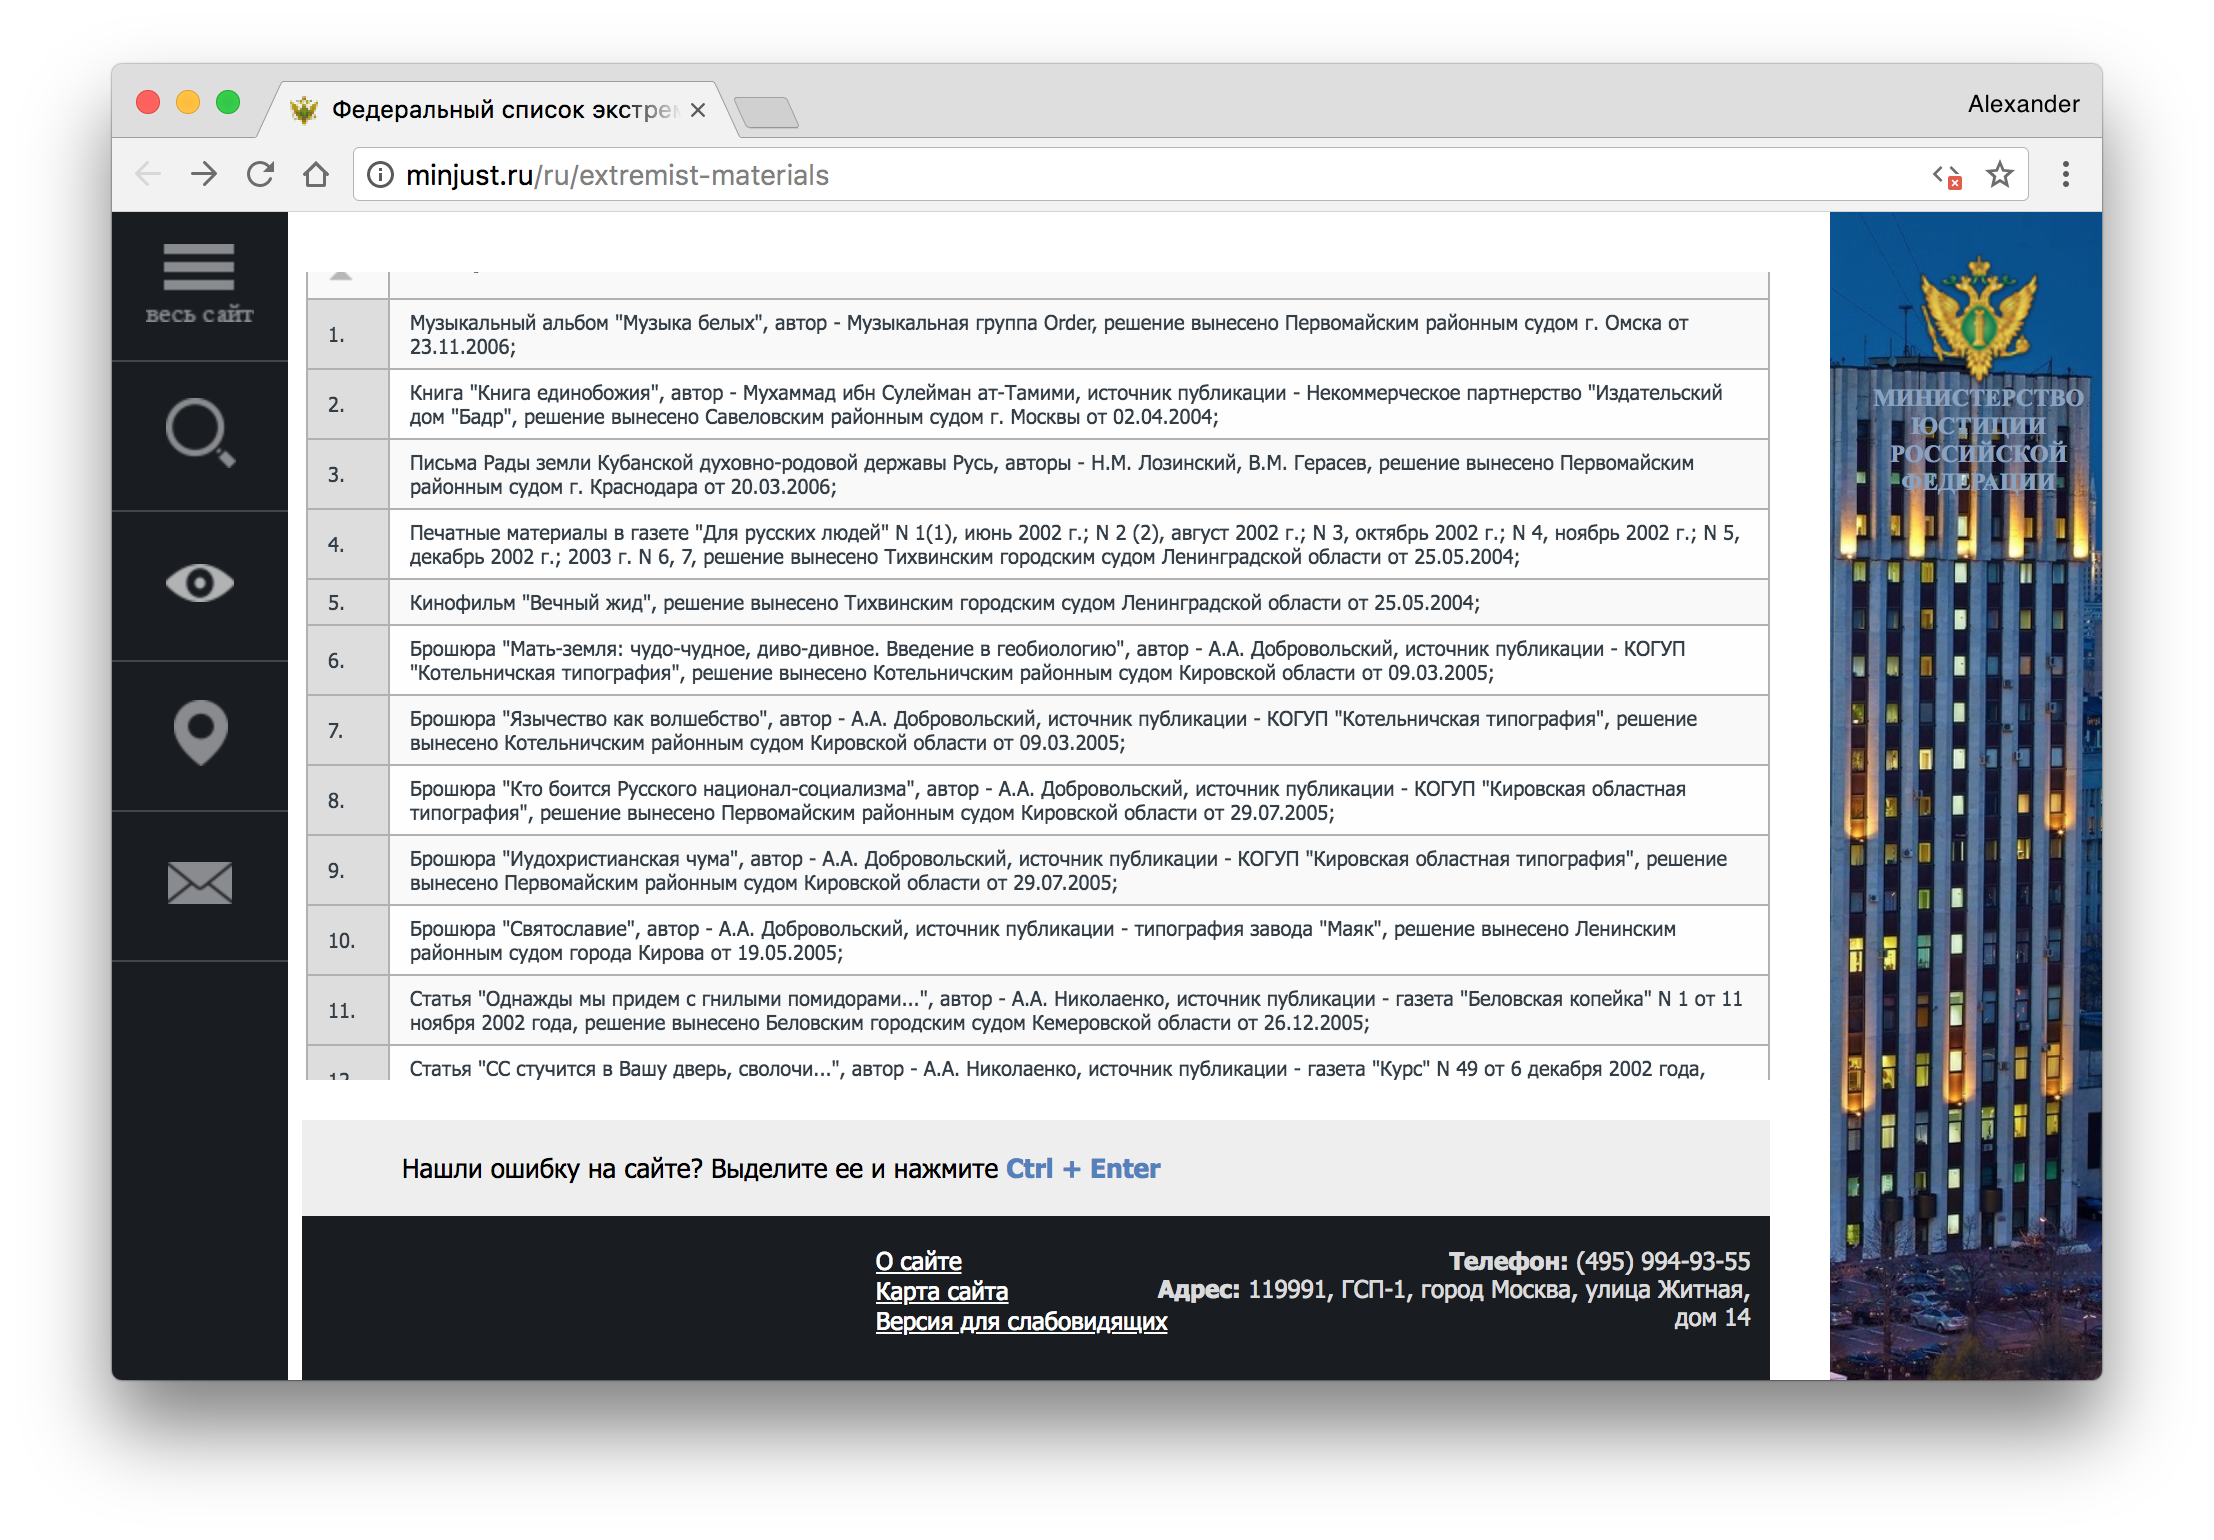 Федеральный список экстрем
Alexander
minjust.ru/ru/extremist-materials
весь сайт
1.
Музыкальный альбом "Музыка белых", автор - Музыкальная группа Order, решение вынесено Первомайским районным судом г. Омска от
23.11.2006;
2.
Книга "Книга единобожия", автор - Мухаммад ибн Сулейман ат-Тамими, источник публикации - Некоммерческое партнерство "Издательский
дом "Бадр", решение вынесено Савеловским районным судом г. Москвы от 02.04.2004;
3.
Письма Рады земли Кубанской духовно-родовой державы Русь, авторы - Н.М. Лозинский, В.М. Герасев, решение вынесено Первомайским
районным судом г. Краснодара от 20.03.2006;
4.
Печатные материалы в газете "Для русских людей" N 1(1), июнь 2002 г.; N 2 (2), август 2002 г.; N 3, октябрь 2002 г.; N 4, ноябрь 2002 г.; N 5,
декабрь 2002 г.; 2003 г. N 6, 7, решение вынесено Тихвинским городским судом Ленинградской области от 25.05.2004;
5.
Кинофильм "Вечный жид", решение вынесено Тихвинским городским судом Ленинградской области от 25.05.2004;
6.
Брошюра "Мать-земля: чудо-чудное, диво-дивное. Введение в геобиологию", автор - А.А. Добровольский, источник публикации - КОГУП
"Котельничская типография", решение вынесено Котельничским районным судом Кировской области от 09.03.2005;
7.
Брошюра "Язычество как волшебство", автор - А.А. Добровольский, источник публикации - КОГУП "Котельничская типография", решение
вынесено Котельничским районным судом Кировской области от 09.03.2005;
8.
Брошюра "Кто боится Русского национал-социализма", автор - А.А. Добровольский, источник публикации - КОГУП "Кировская областная
типография", решение вынесено Первомайским районным судом Кировской области от 29.07.2005;
9.
Брошюра "Иудохристианская чума", автор - А.А. Добровольский, источник публикации - КОГУП "Кировская областная типография", решение
вынесено Первомайским районным судом Кировской области от 29.07.2005;
10.
Брошюра "Святославие", автор - А.А. Добровольский, источник публикации - типография завода "Маяк", решение вынесено Ленинским
районным судом города Кирова от 19.05.2005;
11.
Статья "Однажды мы придем с гнилыми помидорами...", автор - А.А. Николаенко, источник публикации - газета "Беловская копейка" N 1 от 11
ноября 2002 года, решение вынесено Беловским городским судом Кемеровской области от 26.12.2005;
12.
Статья "СС стучится в Вашу дверь, сволочи...", автор - А.А. Николаенко, источник публикации - газета "Курс" N 49 от 6 декабря 2002 года,
МИНИСТЕРСТВО
ЮСТИЦИИ
РОССИЙСКОЙ
ФЕДЕРАЦИИ
Нашли ошибку на сайте? Выделите ее и нажмите Ctrl + Enter
О сайте
Карта сайта
Версия для слабовидящих
Телефон: (495) 994-93-55
Адрес: 119991, ГСП-1, город Москва, улица Житная,
дом 14